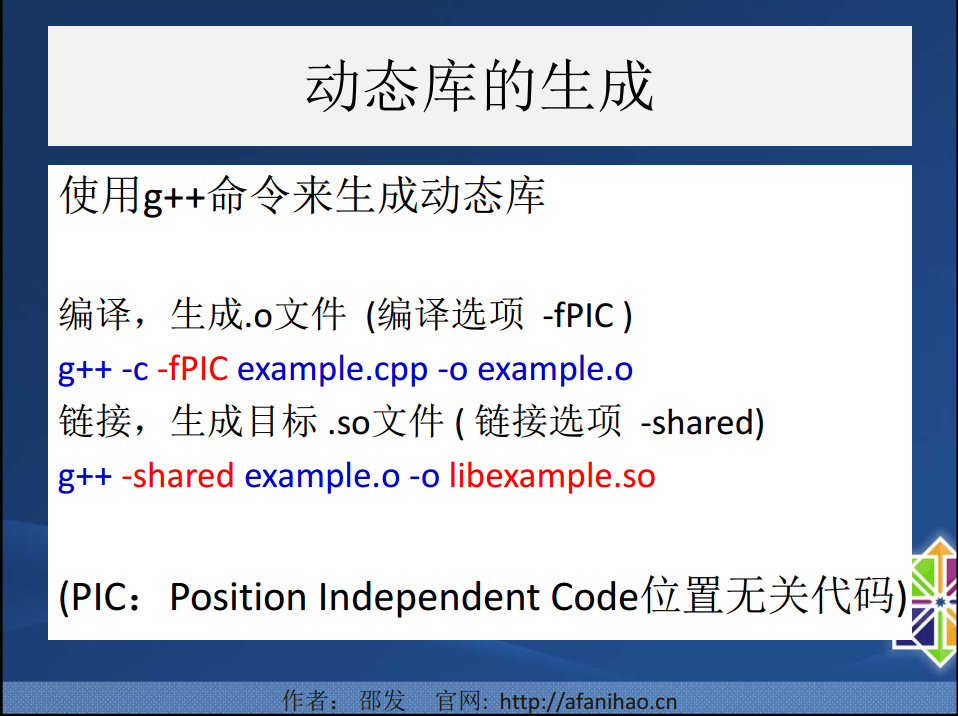 动态库的生成
使用g++命令来生成动态库
编译，生成.o文件 (编译选项 -fPIC )
g++ -c -fPIC example.cpp -o example.o
链接，生成目标 .so文件 ( 链接选项 -shared)
g++ -shared example.o -o libexample.so
(PIC：Position Independent Code位置无关代码)
作者： 邵发 官网: http://afanihao.cn